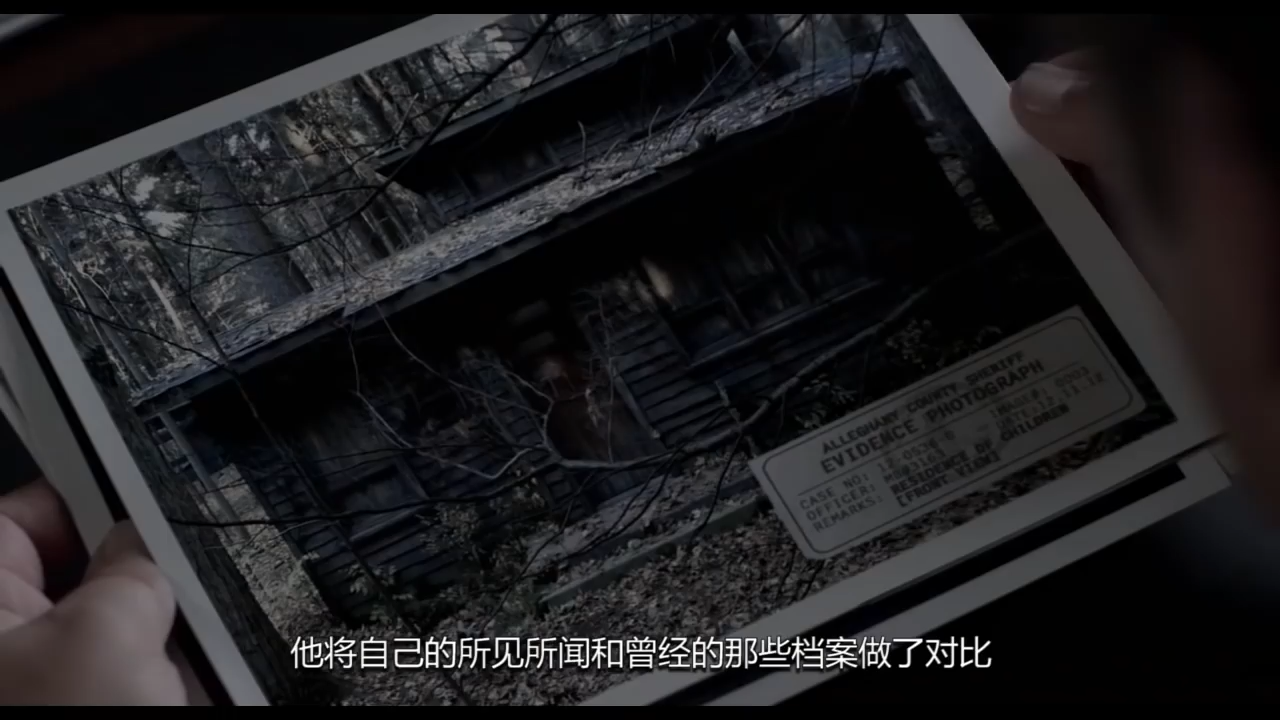 ALLEGHANY COUNTY SHERIFF
EVIDENCE PHOTOGRAPH
CASE NO:
OFFICER:
REMARKS: RESIDENCE OF CHILDREN
[FRONT VIEW]
他将自己的所见所闻和曾经的那些档案做了对比